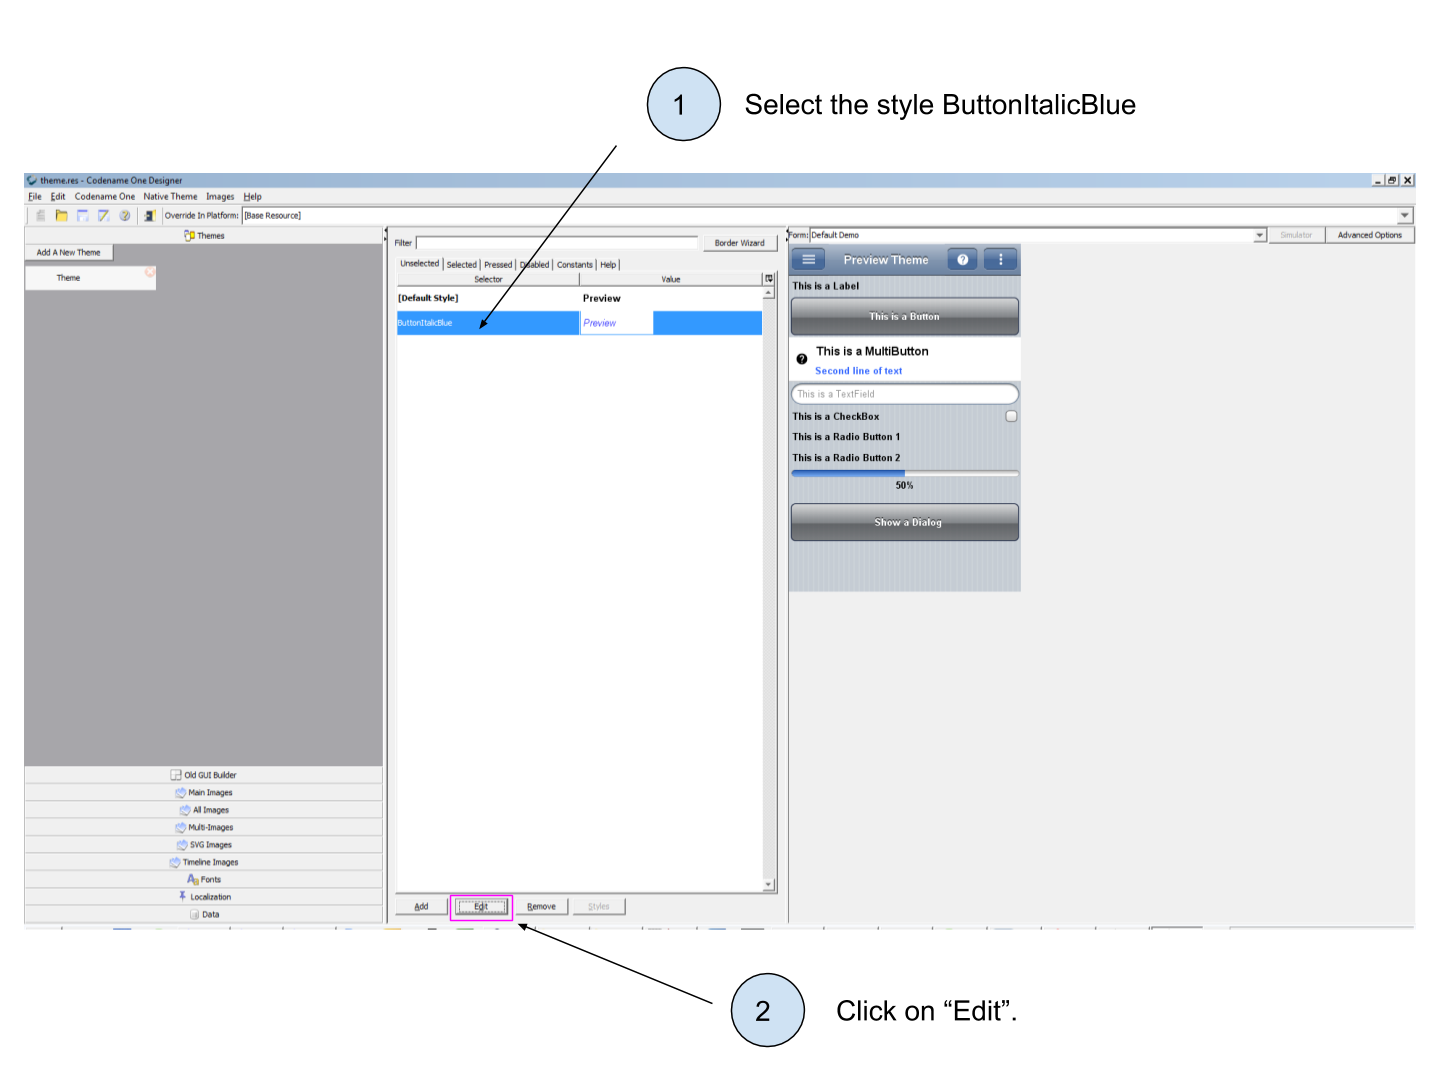 1
Select the style ButtonItalicBlue
theme.res - Codename One Designer
File Edit Codename One Native Theme Images Help
Override In Platform: [Base Resource]
Themes
Add A New Theme
Theme
Filter
Border Wizard
Unselected Selected Pressed Disabled Constants Help
Selector Value
[Default Style] Preview
ButtonItalicBlue Preview
Form: Default Demo Simulator Advanced Options
Preview Theme
This is a Label
This is a Button
This is a MultiButton
Second line of text
This is a TextField
This is a CheckBox
This is a Radio Button 1
This is a Radio Button 2
50%
Show a Dialog
Old GUI Builder
Main Images
All Images
Multi-Images
SVG Images
Timeline Images
Fonts
Localization
Data
Add Edit Remove Styles
2
Click on “Edit”.